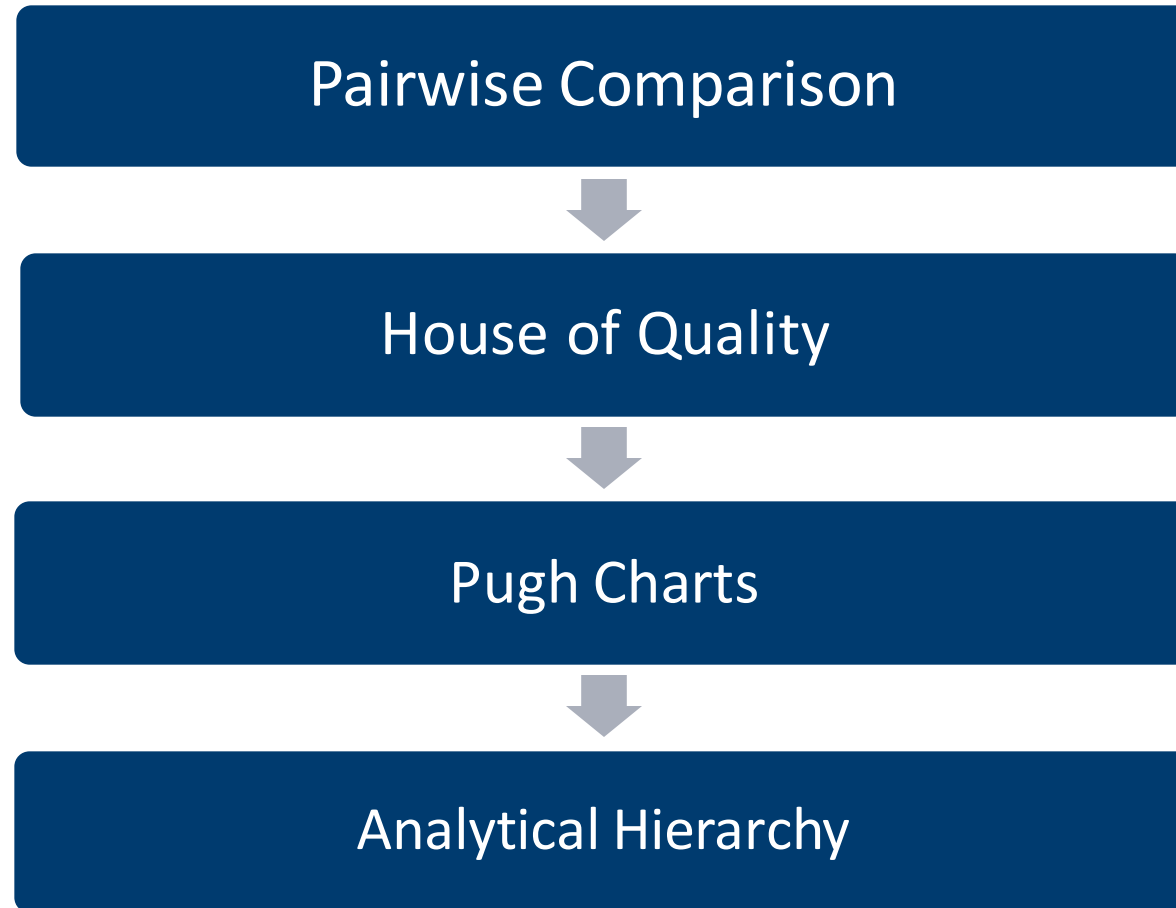 Pairwise Comparison
House of Quality
Pugh Charts
Analytical Hierarchy